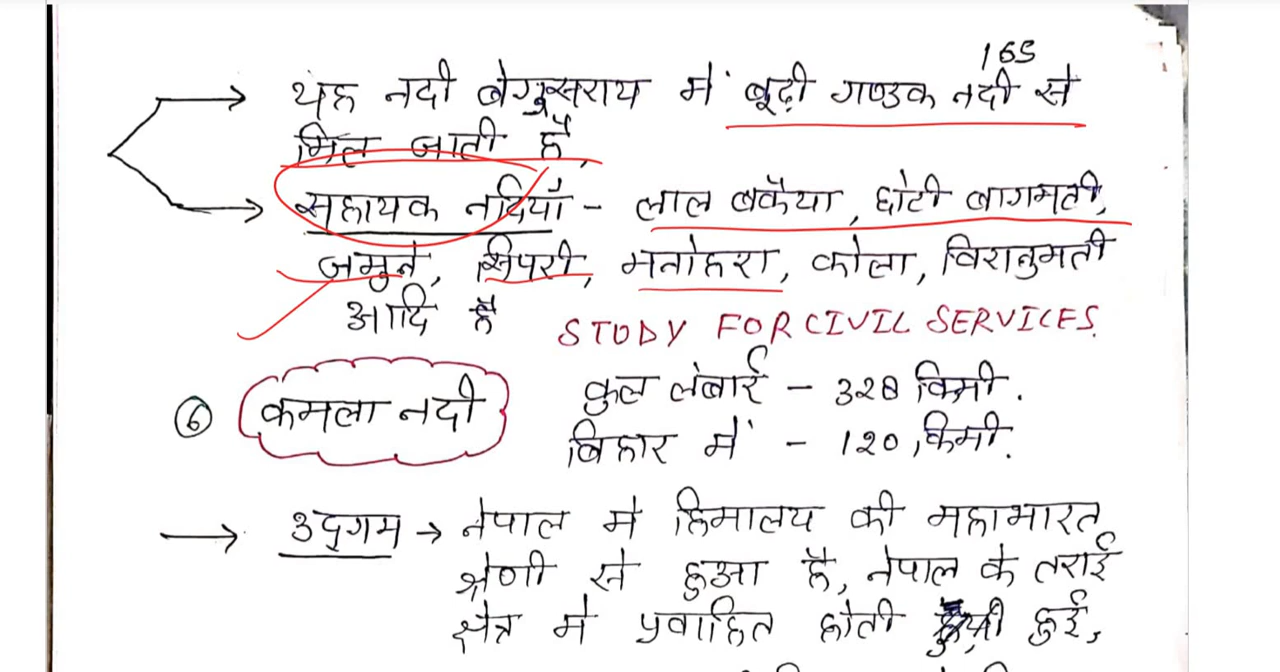 165
यह नदी बेगुसराय में बूढ़ी गण्डक नदी से
मिल जाती है,
सहायक नदियाँ - लाल बकैया, छोटी बागमती,
जमुने, सिपरी, मनोहरा, कोला, विरानुमती
आदि है
STUDY FOR CIVIL SERVICES.
⑥ कमला नदी
कुल लंबाई - 328 किमी.
बिहार में - 120 किमी.
→ उद्गम → नेपाल मे हिमालय की महाभारत
श्रेणी से हुआ है, नेपाल के तराई
क्षेत्र मे प्रवाहित होती हुई,